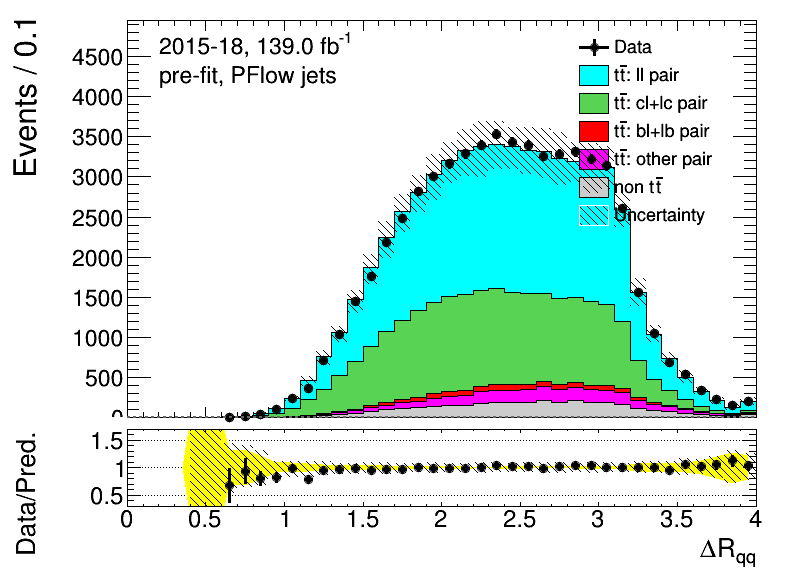 2015-18, 139.0 fb⁻¹
pre-fit, PFlow jets
Data
tt̄: ll pair
tt̄: cl+lc pair
tt̄: bl+lb pair
tt̄: other pair
non tt̄
Uncertainty
Events / 0.1
4500
4000
3500
3000
2500
2000
1500
1000
500
0
Data/Pred.
1.5
1
0.5
0 0.5 1 1.5 2 2.5 3 3.5 4
ΔR_qq